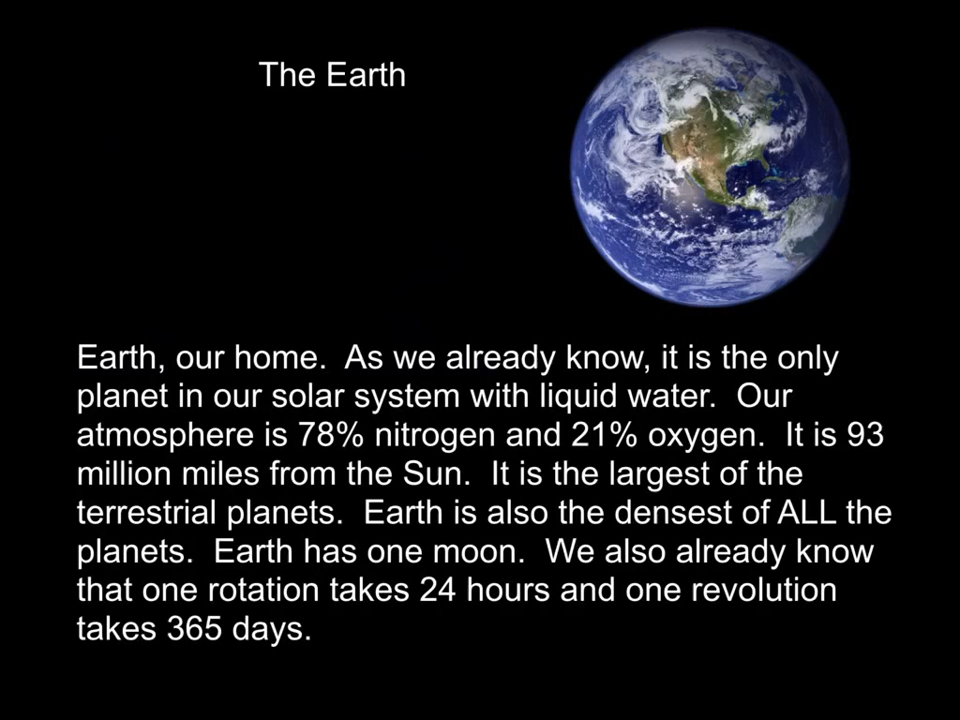 The Earth
Earth, our home.  As we already know, it is the only
planet in our solar system with liquid water.  Our
atmosphere is 78% nitrogen and 21% oxygen.  It is 93
million miles from the Sun.  It is the largest of the
terrestrial planets.  Earth is also the densest of ALL the
planets.  Earth has one moon.  We also already know
that one rotation takes 24 hours and one revolution
takes 365 days.